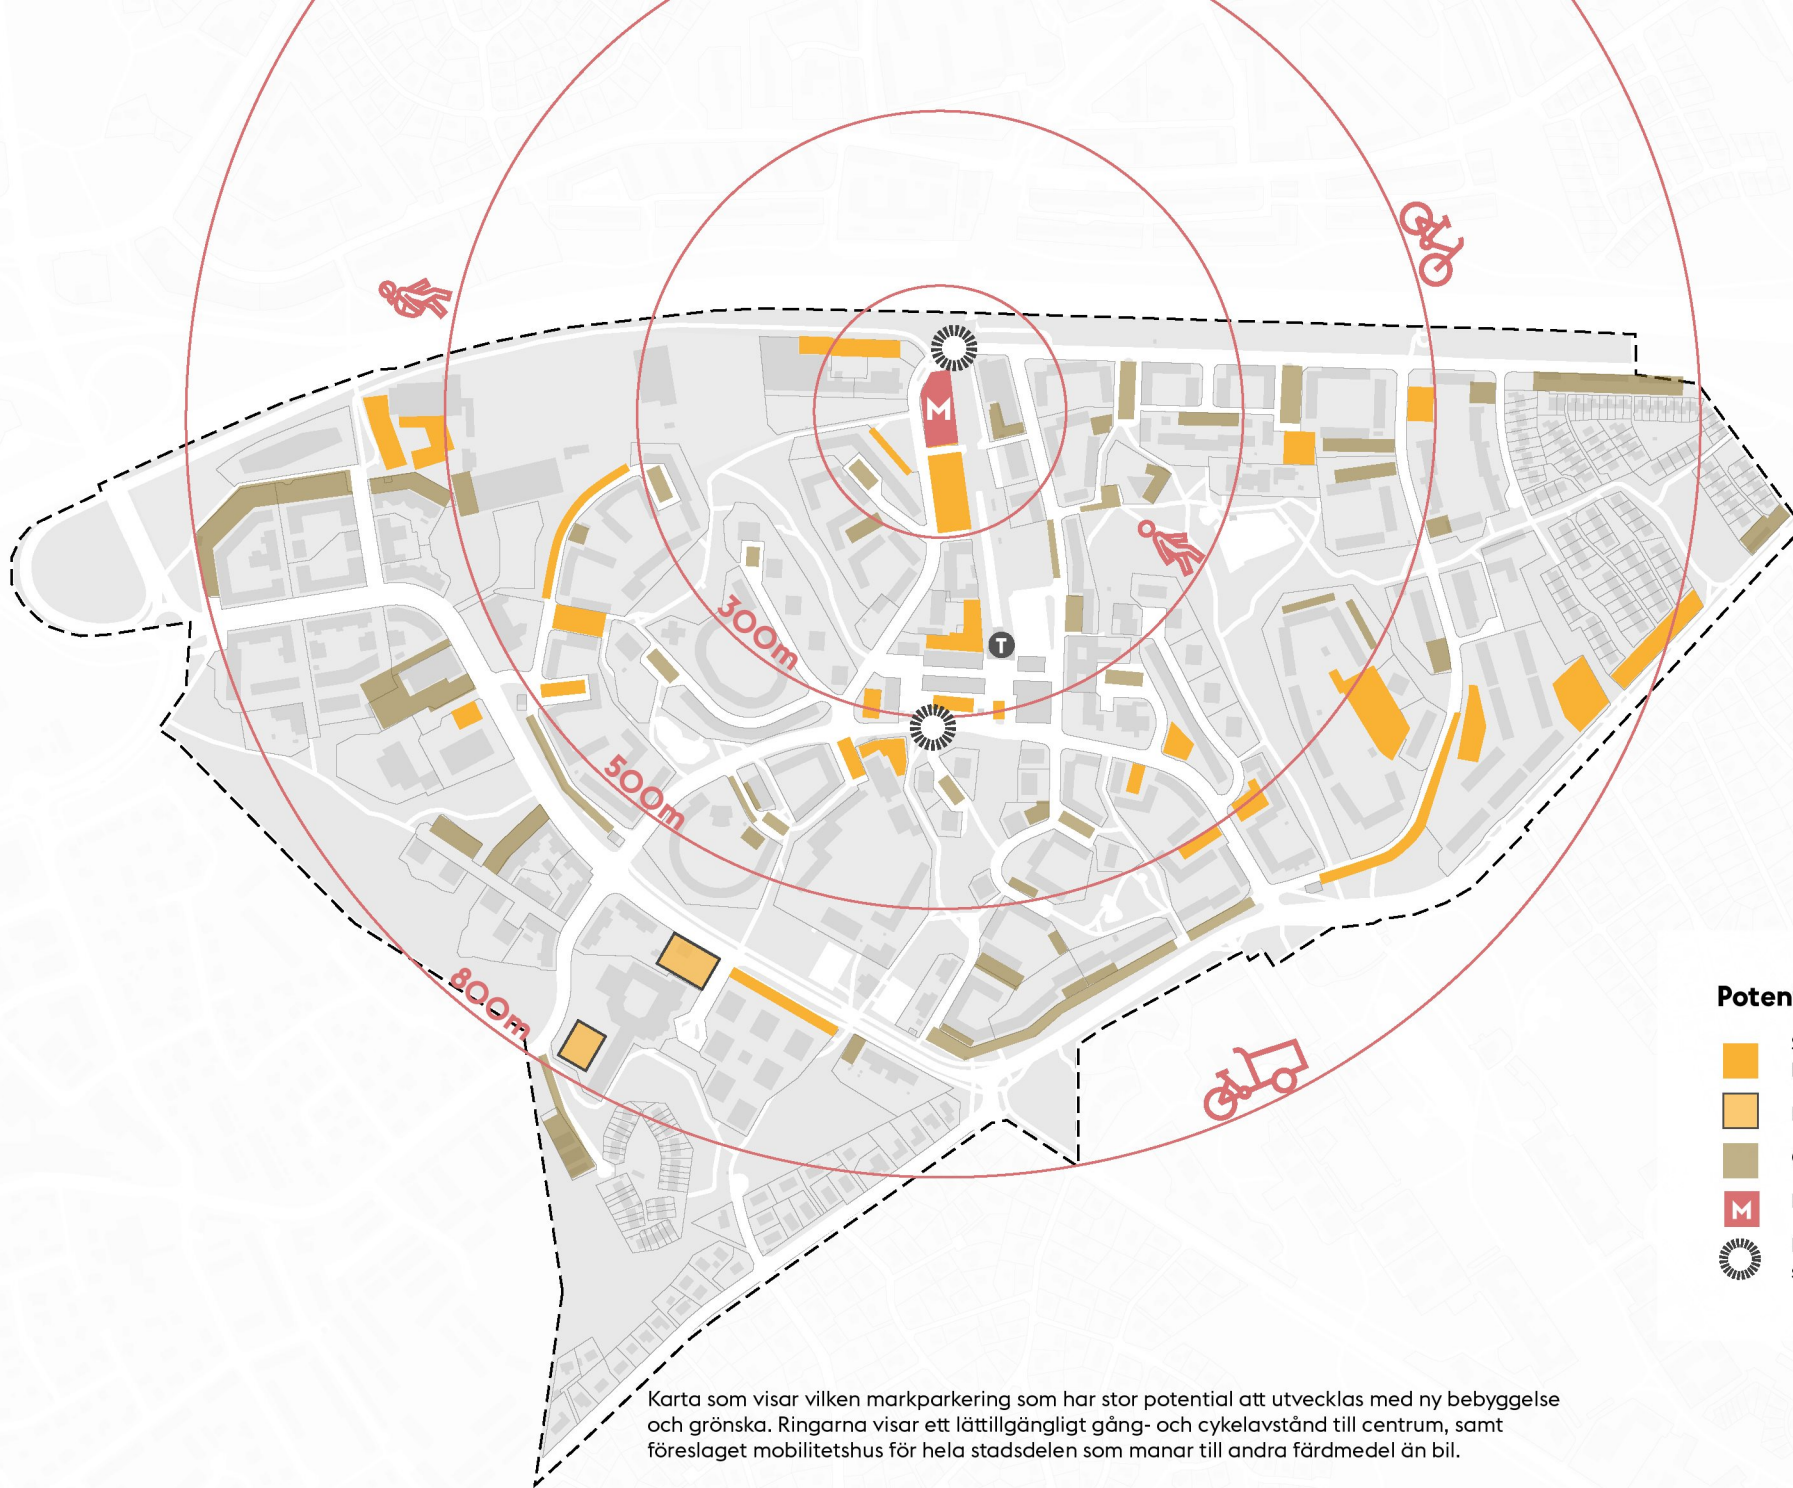 M
300m
T
500m
800m
Poten
M
Karta som visar vilken markparkering som har stor potential att utvecklas med ny bebyggelse
och grönska. Ringarna visar ett lättillgängligt gång- och cykelavstånd till centrum, samt
föreslaget mobilitetshus för hela stadsdelen som manar till andra färdmedel än bil.